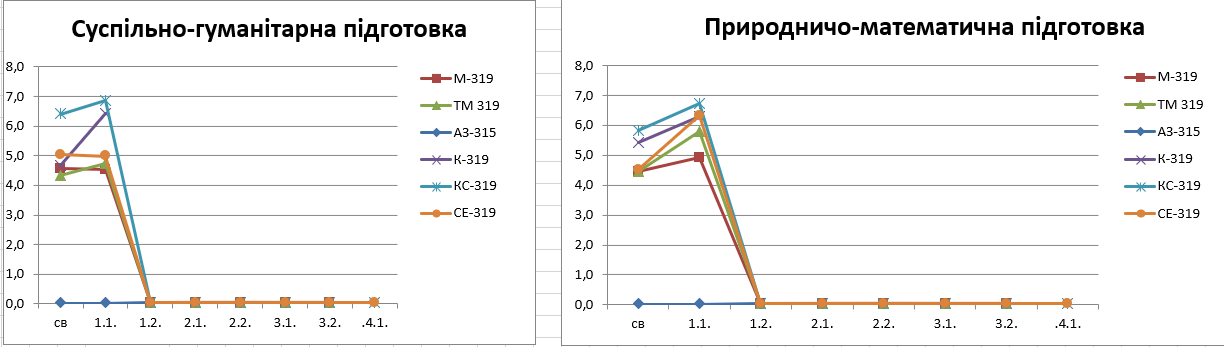 Суспільно-гуманітарна підготовка
8,0
7,0
6,0
5,0
4,0
3,0
2,0
1,0
0,0
св 1.1. 1.2. 2.1. 2.2. 3.1. 3.2. .4.1.
М-319
ТМ 319
АЗ-315
К-319
КС-319
СЕ-319
Природничо-математична підготовка
8,0
7,0
6,0
5,0
4,0
3,0
2,0
1,0
0,0
св 1.1. 1.2. 2.1. 2.2. 3.1. 3.2. .4.1.
М-319
ТМ 319
АЗ-315
К-319
КС-319
СЕ-319